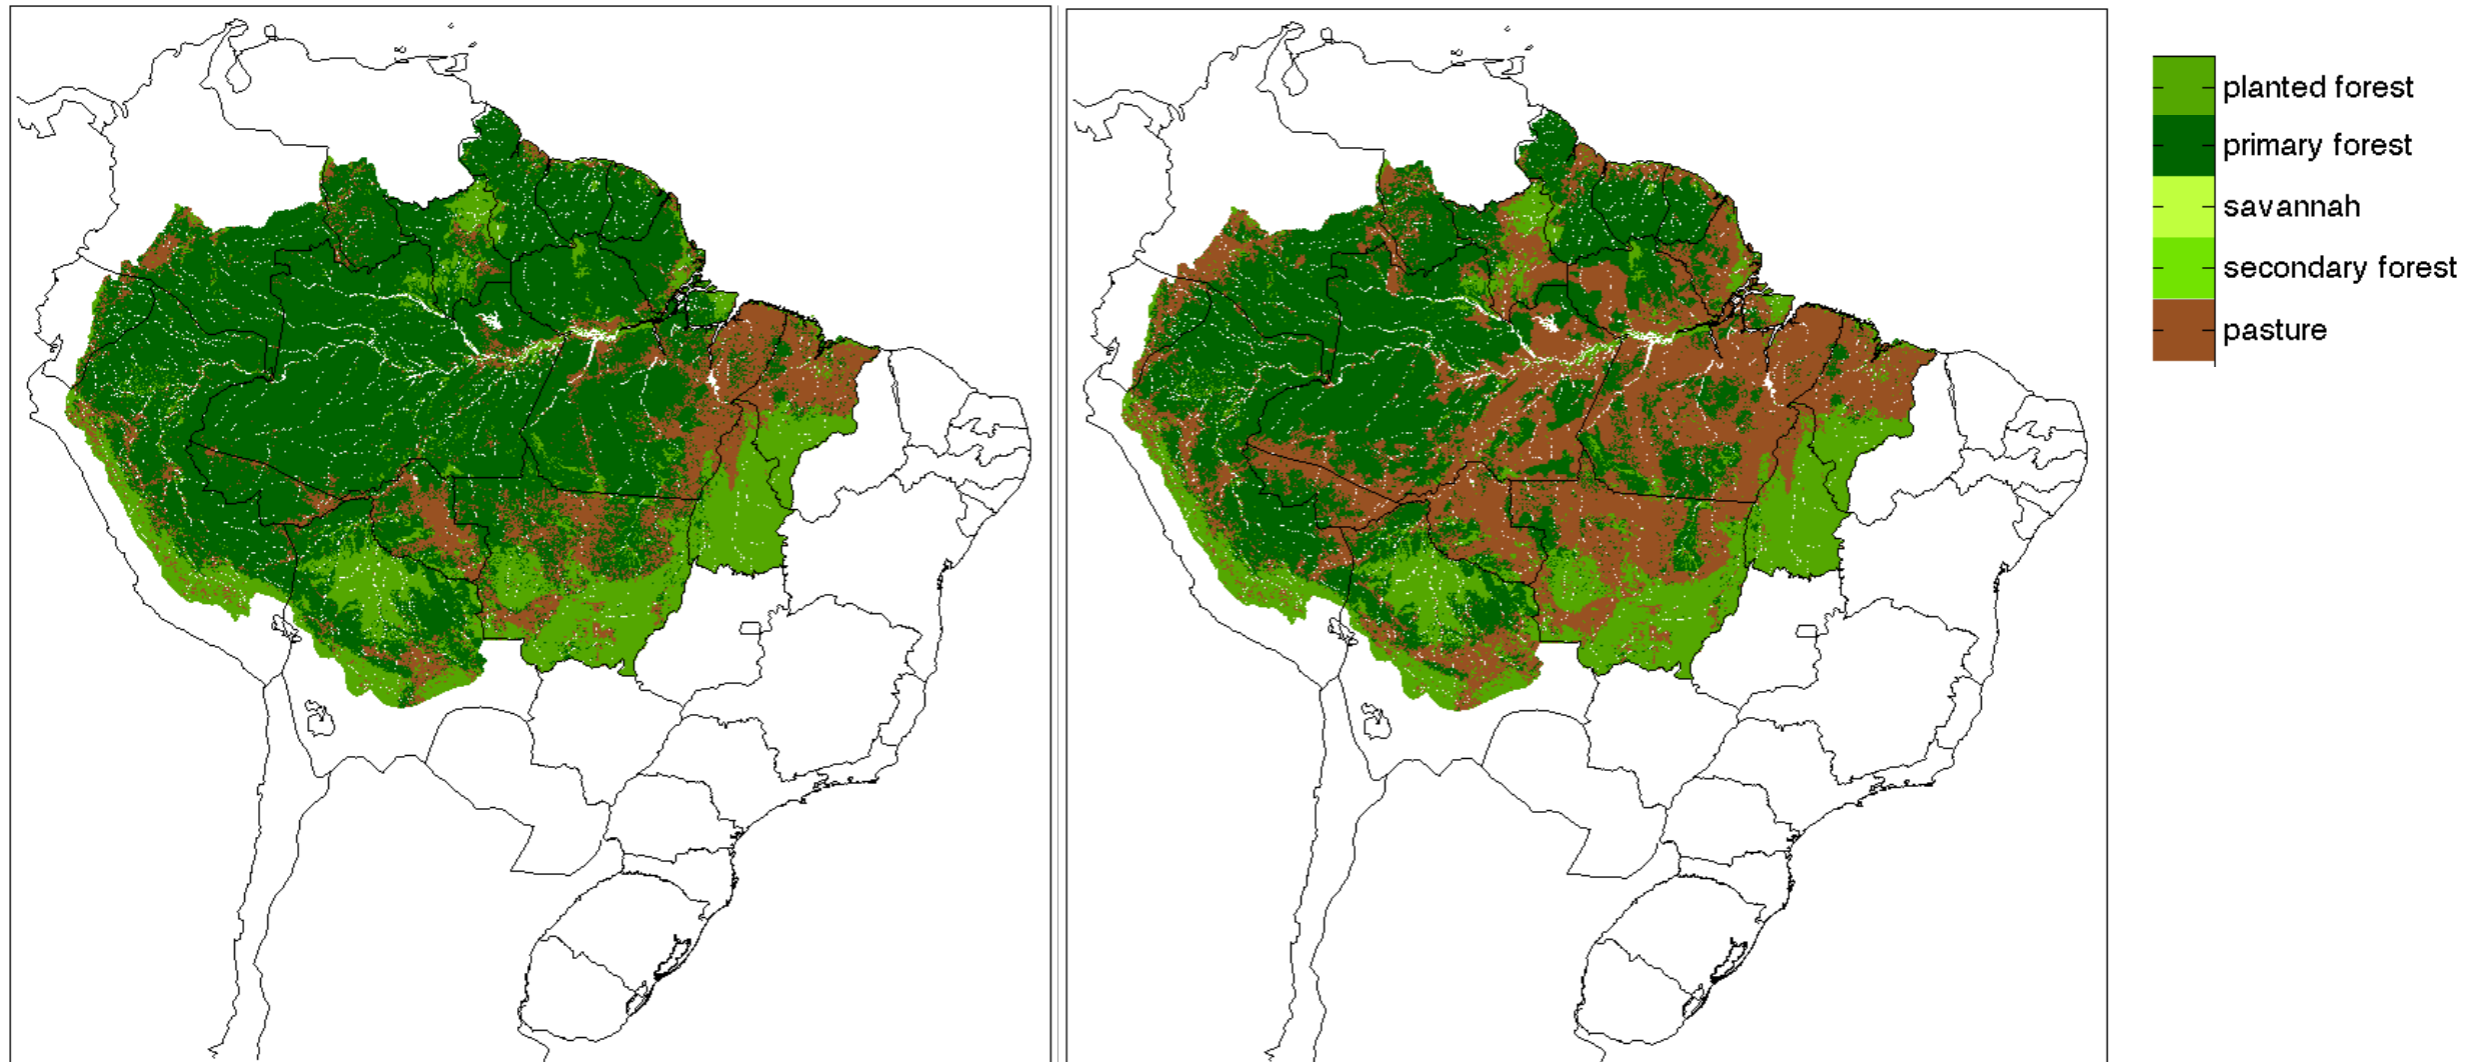 planted forest
primary forest
savannah
secondary forest
pasture